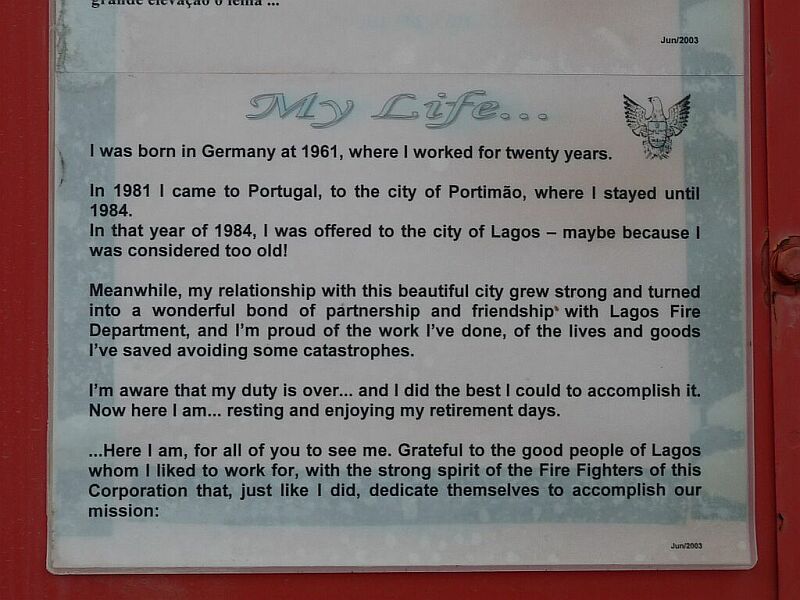 grande elevação o lema ...
Jun/2003
My Life...
I was born in Germany at 1961, where I worked for twenty years.
In 1981 I came to Portugal, to the city of Portimão, where I stayed until
1984.
In that year of 1984, I was offered to the city of Lagos – maybe because I
was considered too old!
Meanwhile, my relationship with this beautiful city grew strong and turned
into a wonderful bond of partnership and friendship with Lagos Fire
Department, and I'm proud of the work I've done, of the lives and goods
I've saved avoiding some catastrophes.
I'm aware that my duty is over... and I did the best I could to accomplish it.
Now here I am... resting and enjoying my retirement days.
...Here I am, for all of you to see me. Grateful to the good people of Lagos
whom I liked to work for, with the strong spirit of the Fire Fighters of this
Corporation that, just like I did, dedicate themselves to accomplish our
mission:
Jun/2003